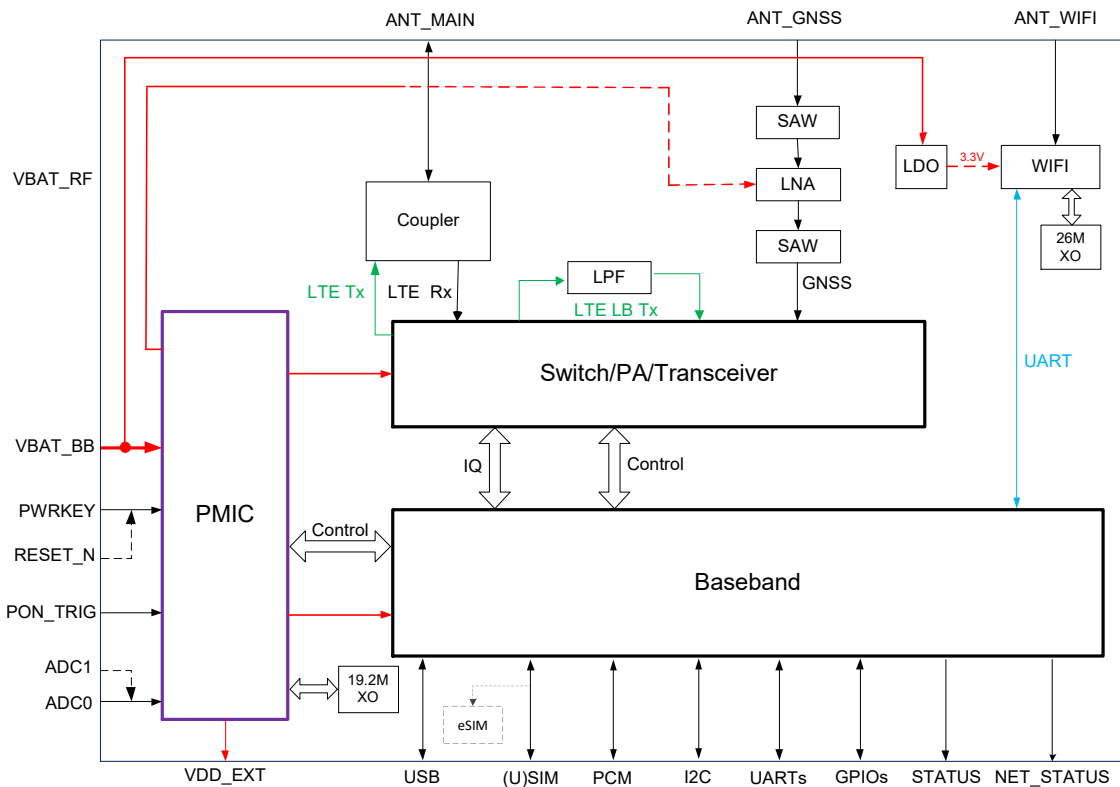 ANT_MAIN
ANT_GNSS
ANT_WIFI
SAW
VBAT_RF
LDO
3.3V
WIFI
LNA
Coupler
SAW
26M
XO
LPF
GNSS
LTE Tx
LTE Rx
LTE LB Tx
Switch/PA/Transceiver
UART
VBAT_BB
IQ
Control
PWRKEY
PMIC
Control
RESET_N
Baseband
PON_TRIG
ADC1
19.2M
XO
ADC0
eSIM
VDD_EXT
USB
(U)SIM
PCM
I2C
UARTs
GPIOs
STATUS
NET_STATUS